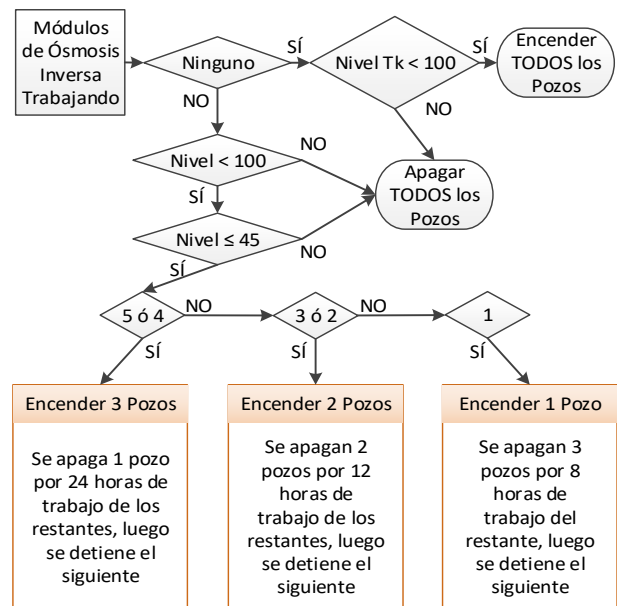 Módulos
de Ósmosis
Inversa
Trabajando
Ninguno
SÍ
Nivel Tk < 100
SÍ
Encender
TODOS los
Pozos
NO
NO
Nivel < 100
NO
Apagar
TODOS los
Pozos
SÍ
Nivel ≤ 45
NO
SÍ
5 ó 4
NO
3 ó 2
NO
1
SÍ
SÍ
SÍ
Encender 3 Pozos
Se apaga 1 pozo
por 24 horas de
trabajo de los
restantes, luego
se detiene el
siguiente
Encender 2 Pozos
Se apagan 2
pozos por 12
horas de
trabajo de los
restantes, luego
se detiene el
siguiente
Encender 1 Pozo
Se apagan 3
pozos por 8
horas de
trabajo del
restante, luego
se detiene el
siguiente